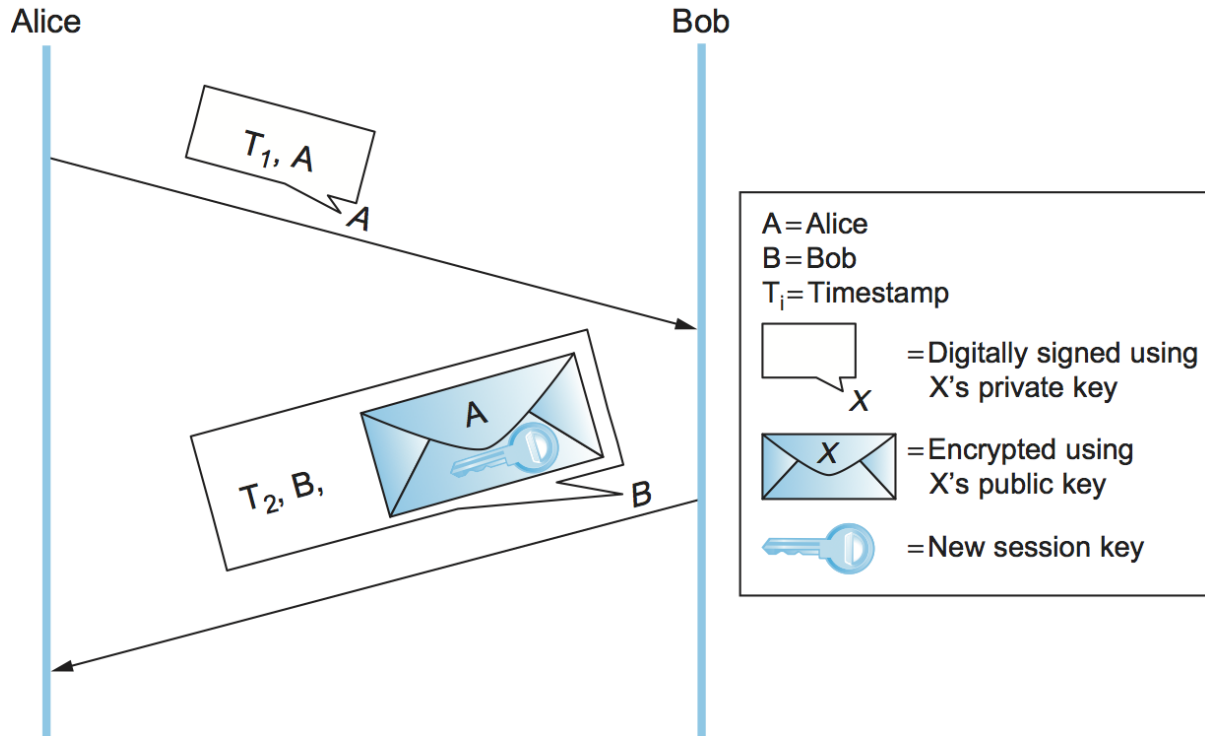 Alice
Bob
T₁, A
A
A
T₂, B,
B
A=Alice
B=Bob
Tᵢ=Timestamp
=Digitally signed using
X's private key
X
X
=Encrypted using
X's public key
=New session key